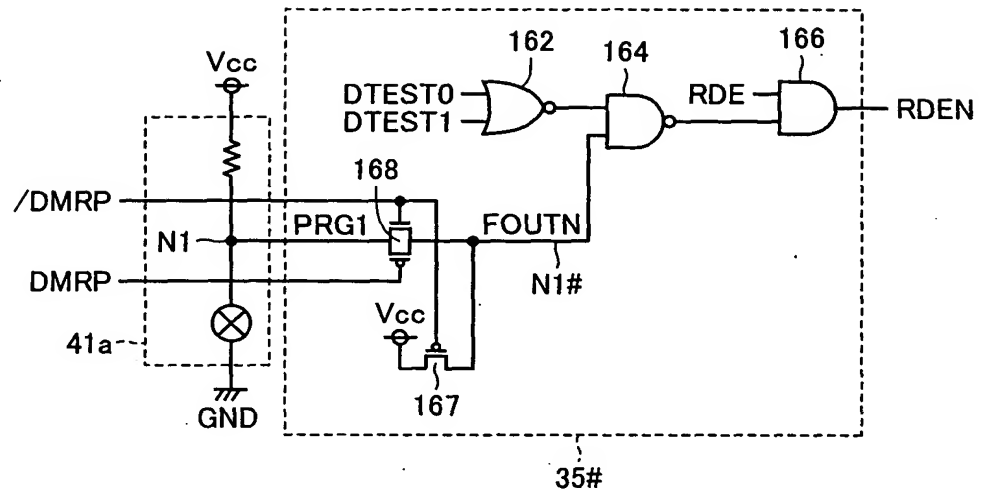 162
164
166
Vcc
DTEST0
DTEST1
RDE
RDEN
168
/DMRP
PRG1
FOUTN
N1
N1#
DMRP
Vcc
41a
167
GND
35#